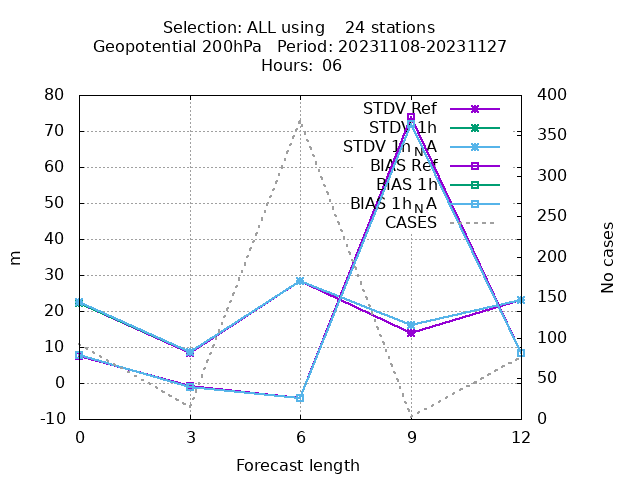 Selection: ALL using    24 stations
Geopotential 200hPa   Period: 20231108-20231127
Hours: 06
80
70
60
50
40
30
20
10
0
-10
400
350
300
250
200
150
100
50
0
STDV Ref
STDV 1h
STDV 1h_NA
BIAS Ref
BIAS 1h
BIAS 1h_NA
CASES
m
No cases
0 3 6 9 12
Forecast length